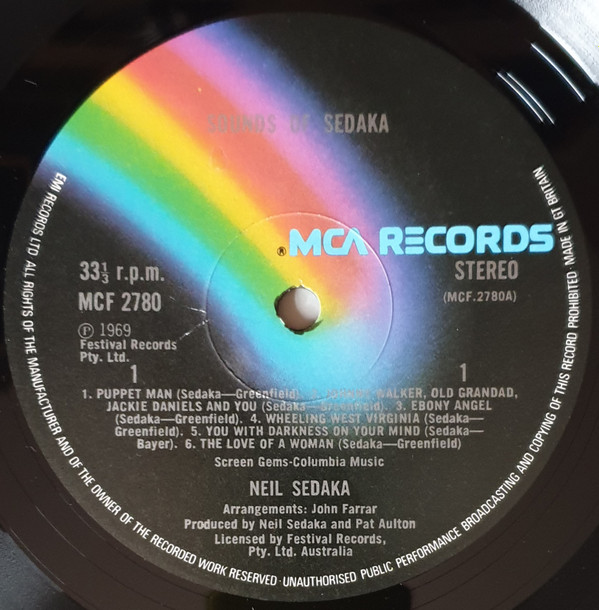 SOUNDS OF SEDAKA
® MCA RECORDS
33⅓ r.p.m.
MCF 2780
STEREO
(MCF.2780A)
Ⓟ 1969
Festival Records
Pty. Ltd.
1
1
1. PUPPET MAN (Sedaka—Greenfield). 2. WALKER, OLD GRANDAD,
JACKIE DANIELS AND YOU (Sedaka—Greenfield). 3. EBONY ANGEL
(Sedaka—Greenfield). 4. WHEELING WEST VIRGINIA (Sedaka—
Greenfield). 5. YOU WITH DARKNESS ON YOUR MIND (Sedaka—
Bayer). 6. THE LOVE OF A WOMAN (Sedaka—Greenfield)
Screen Gems-Columbia Music
NEIL SEDAKA
Arrangements: John Farrar
Produced by Neil Sedaka and Pat Aulton
Licensed by Festival Records,
Pty. Ltd. Australia
EMI RECORDS LTD ALL RIGHTS OF THE MANUFACTURER AND OF THE OWNER OF THE RECORDED WORK RESERVED · UNAUTHORISED PUBLIC PERFORMANCE BROADCASTING AND COPYING OF THIS RECORD PROHIBITED · MADE IN GT BRITAIN